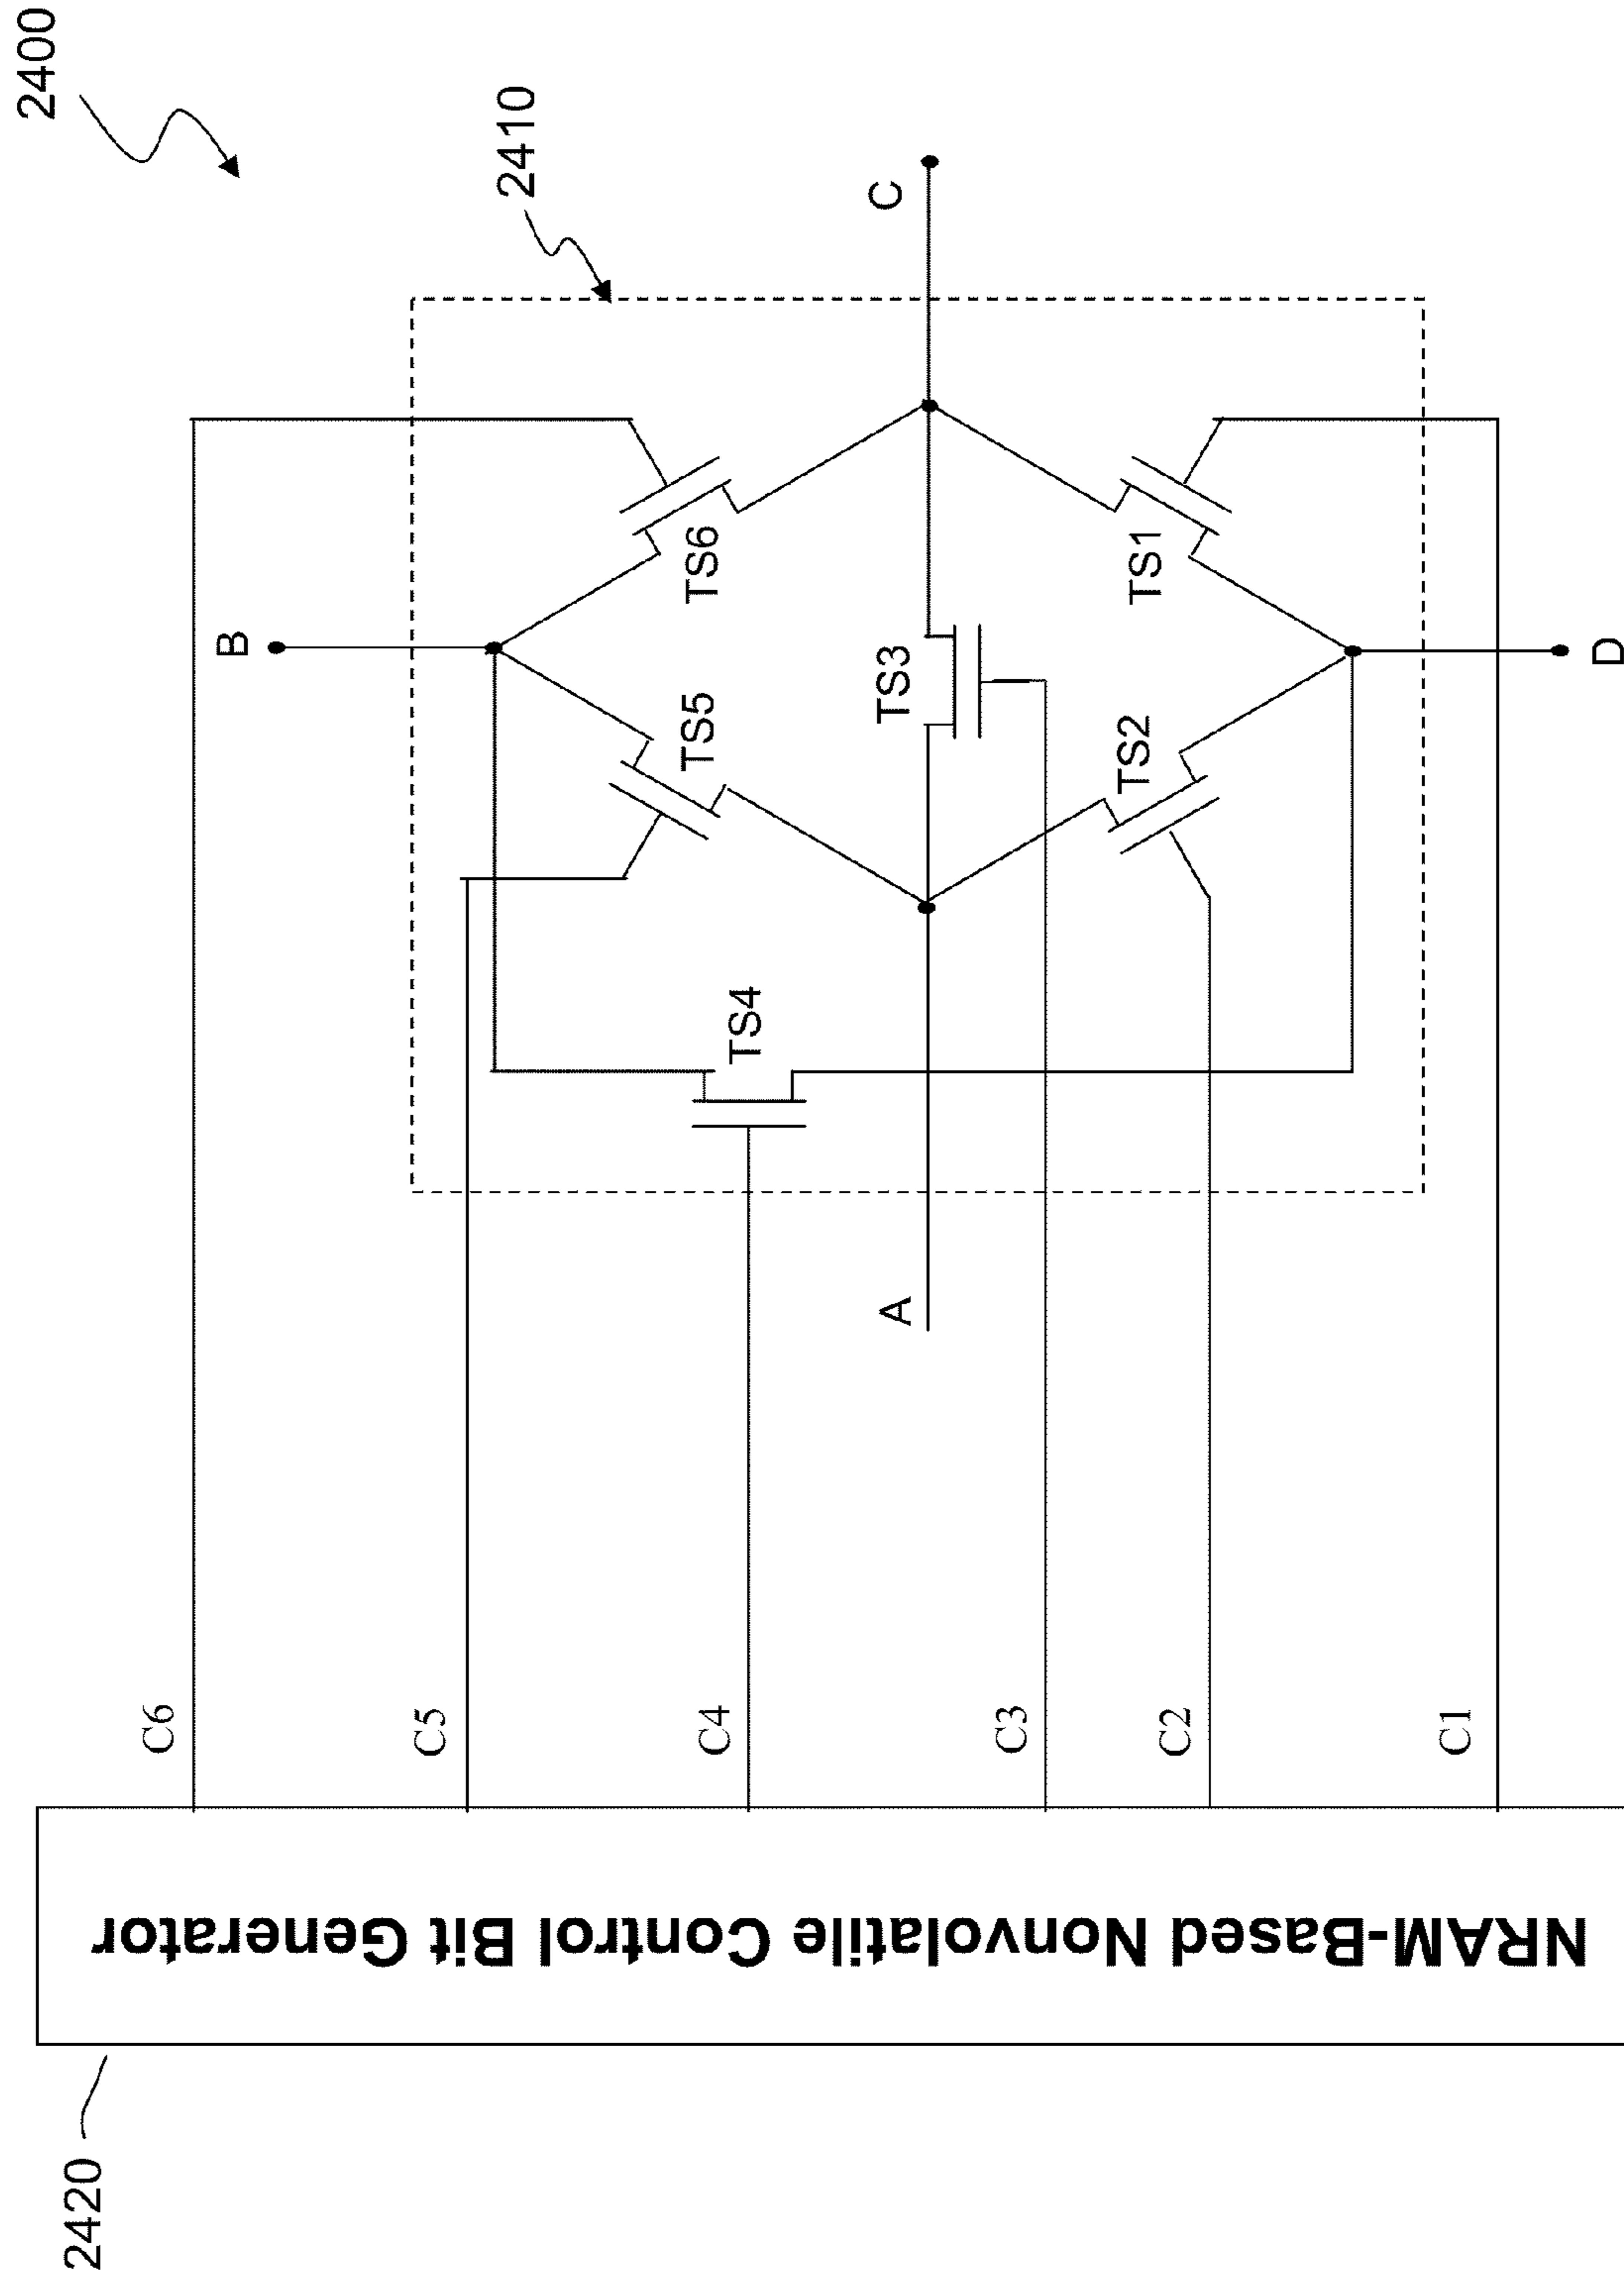 2400
2410
C
B
TS6
TS1
D
TS3
TS5
TS2
TS4
A
C6
C5
C4
C3
C2
C1
NRAM-Based Nonvolatile Control Bit Generator
2420